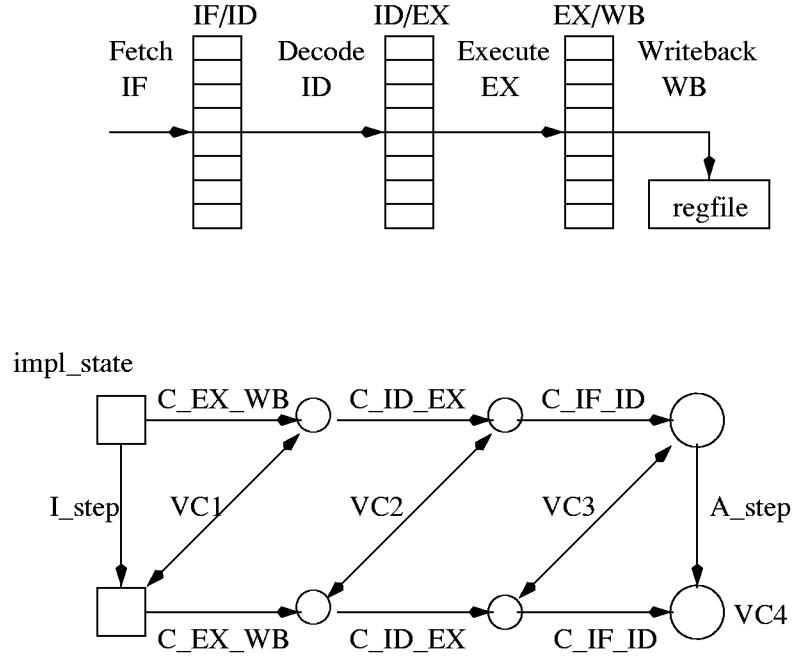 IF/ID ID/EX EX/WB
Fetch Decode Execute Writeback
IF ID EX WB
regfile
impl_state
C_EX_WB C_ID_EX C_IF_ID
I_step VC1 VC2 VC3 A_step
VC4
C_EX_WB C_ID_EX C_IF_ID